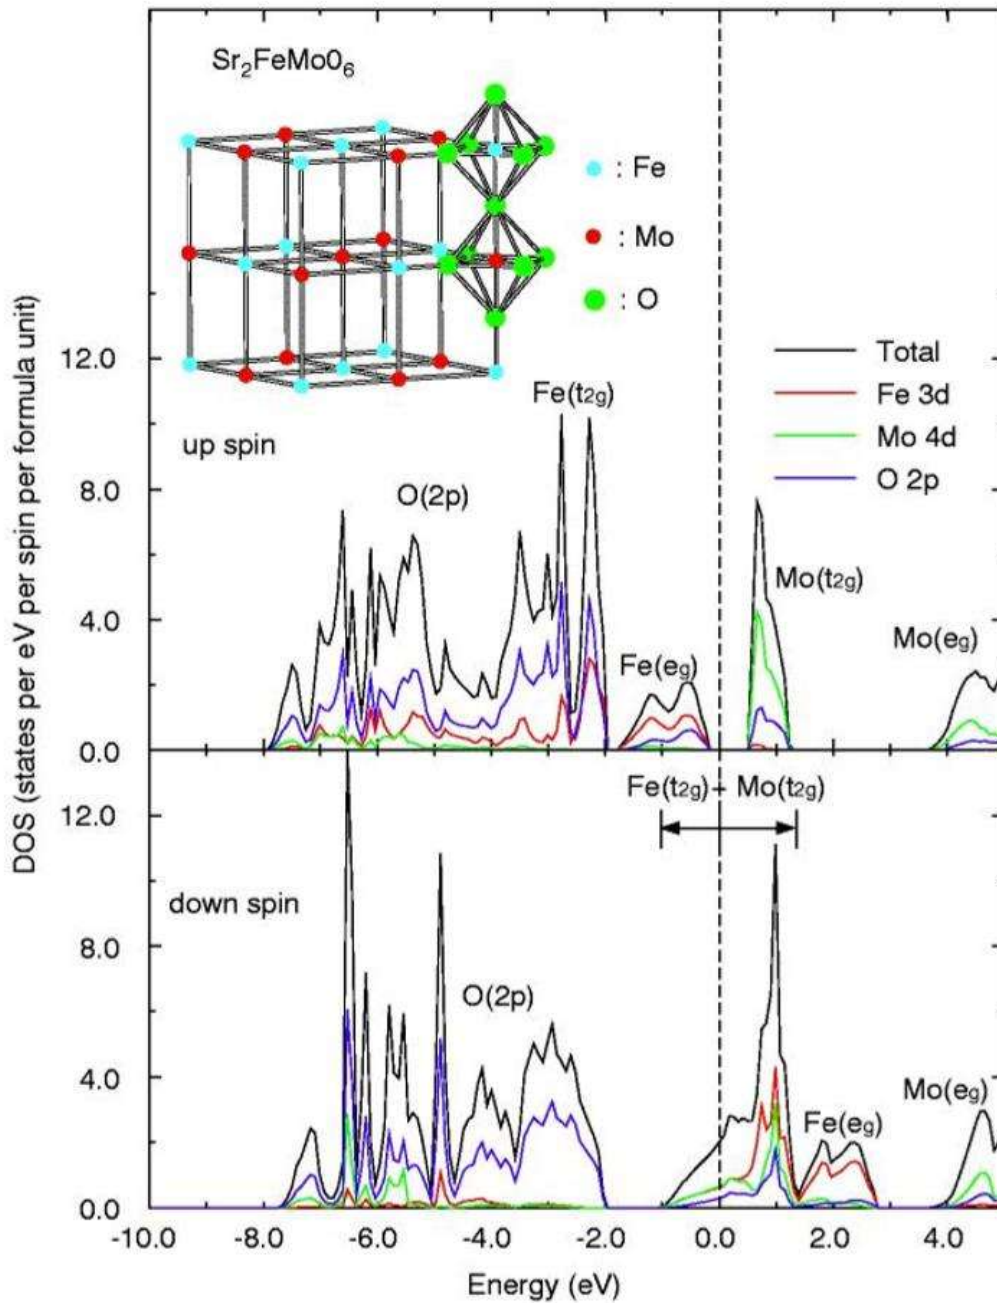 Sr₂FeMoO₆
: Fe
: Mo
: O
DOS (states per eV per spin per formula unit)
12.0
8.0
4.0
0.0
up spin
O(2p)
Fe(t₂g)
Fe(eg)
Mo(t₂g)
Mo(eg)
Total
Fe 3d
Mo 4d
O 2p
12.0
8.0
4.0
0.0
down spin
O(2p)
Fe(t₂g) - Mo(t₂g)
Fe(eg)
Mo(eg)
-10.0 -8.0 -6.0 -4.0 -2.0 0.0 2.0 4.0
Energy (eV)